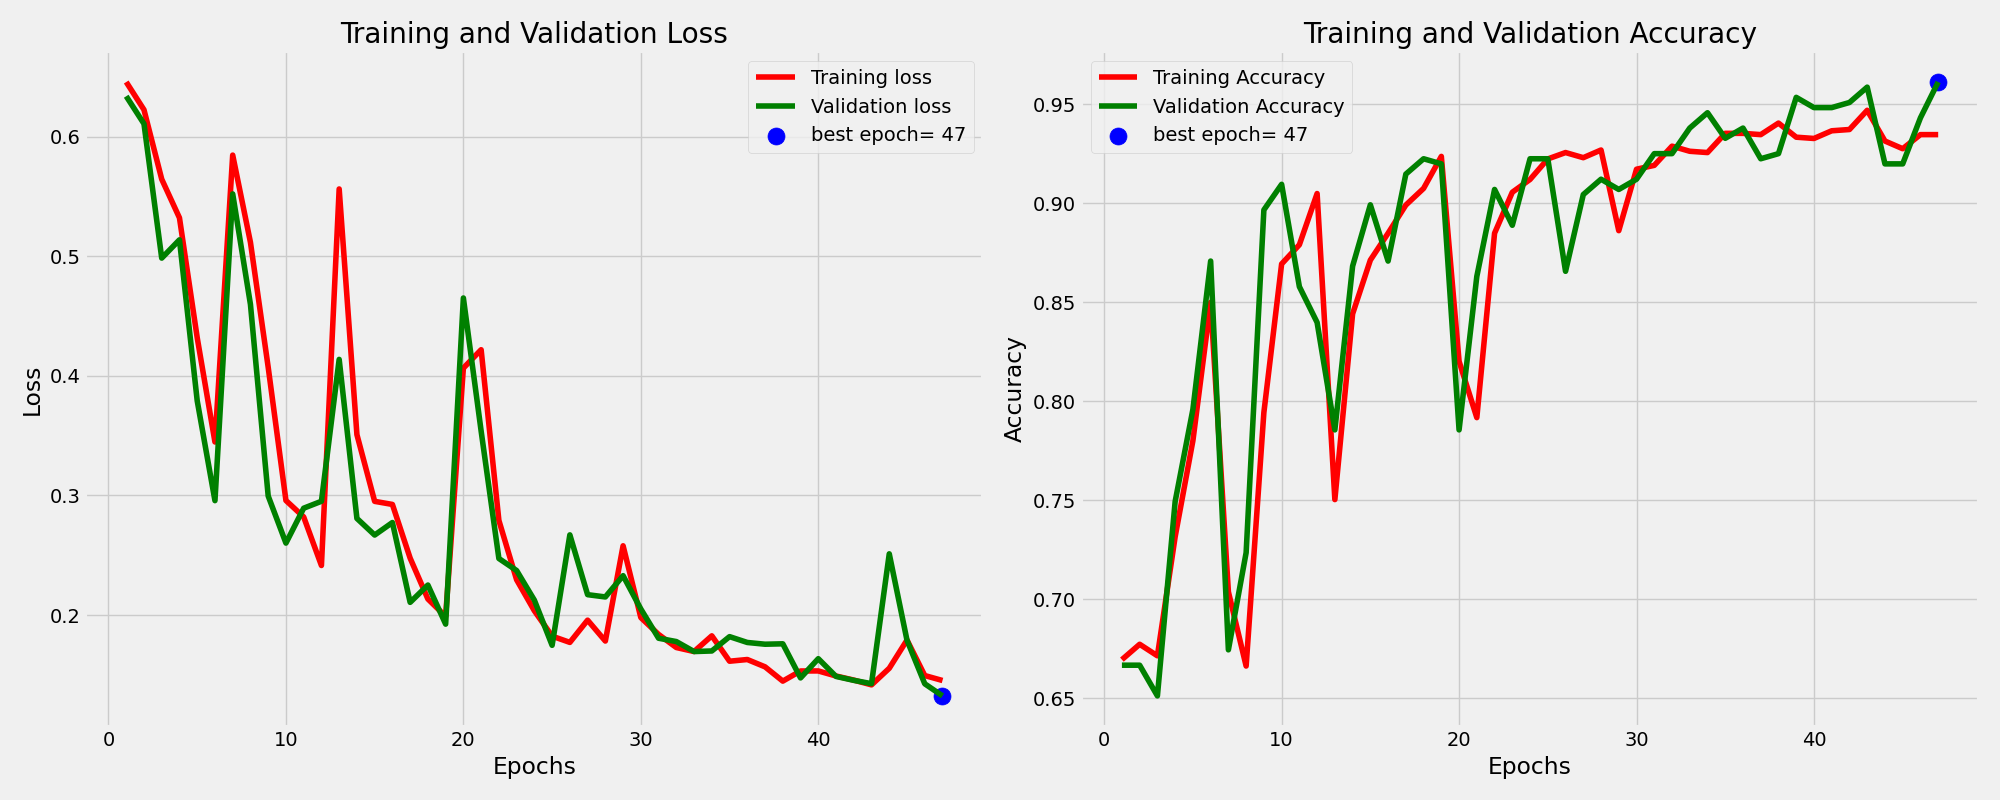 Training and Validation Loss
Training loss
Validation loss
best epoch= 47
0.6
0.5
0.4
0.3
0.2
Loss
0
10
20
30
40
Epochs
Training and Validation Accuracy
Training Accuracy
Validation Accuracy
best epoch= 47
0.95
0.90
0.85
0.80
0.75
0.70
0.65
Accuracy
0
10
20
30
40
Epochs